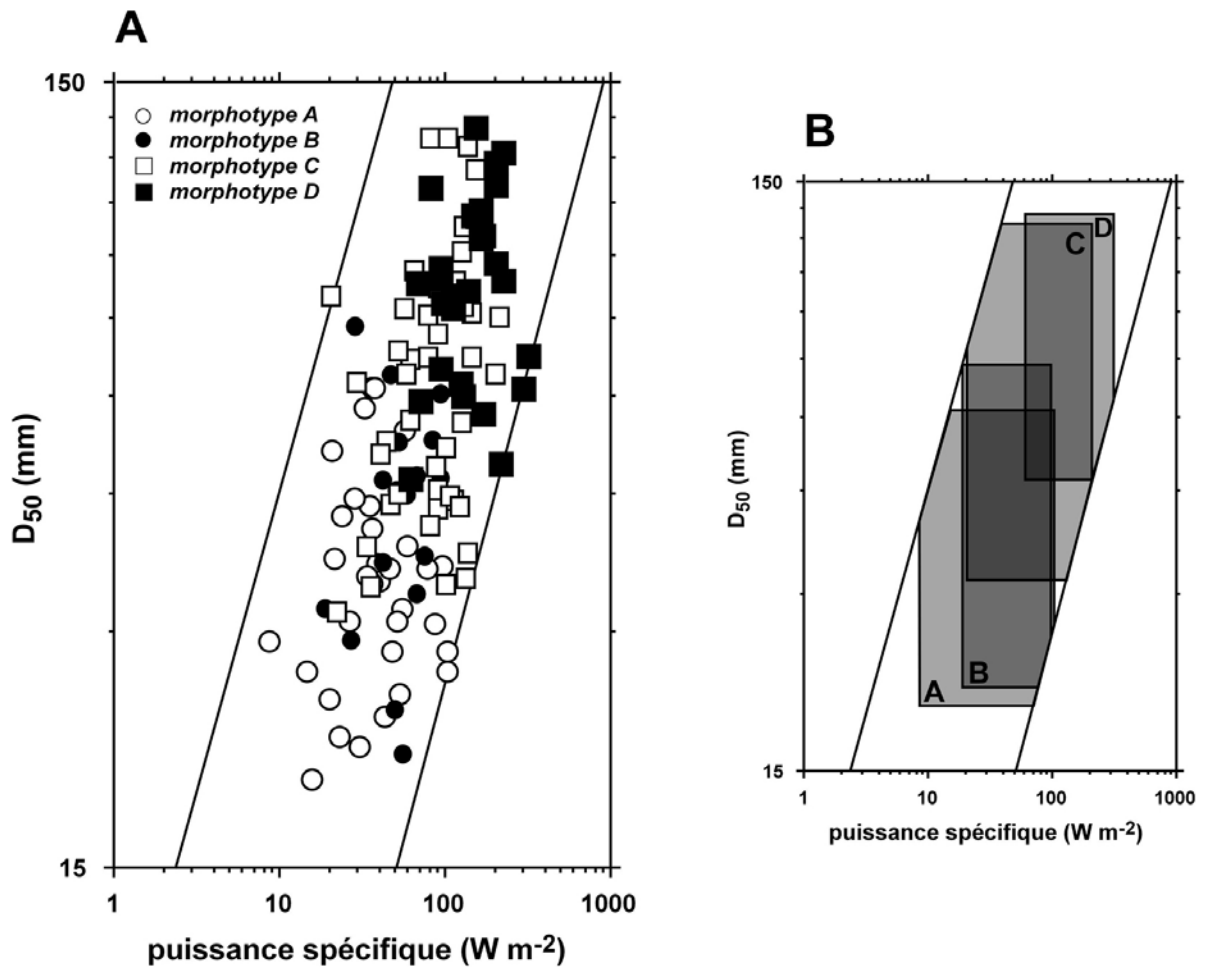 A
150
morphotype A
morphotype B
morphotype C
morphotype D
D50 (mm)
15
1 10 100 1000
puissance spécifique (W m-2)
B
150
D
C
B
A
D50 (mm)
15
1 10 100 1000
puissance spécifique (W m-2)